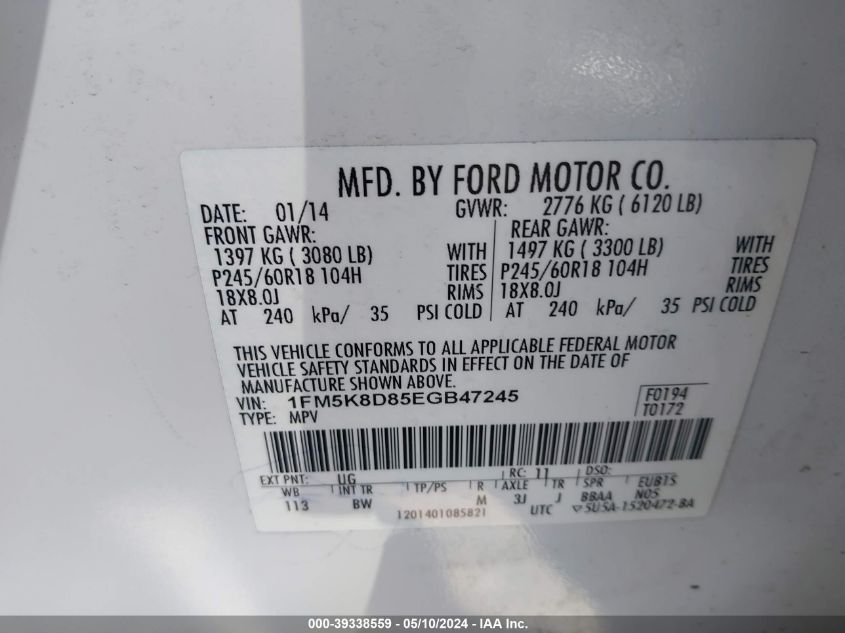 MFD. BY FORD MOTOR CO.
DATE: 01/14 GVWR: 2776 KG ( 6120 LB)
FRONT GAWR: REAR GAWR:
1397 KG ( 3080 LB) WITH 1497 KG ( 3300 LB) WITH
P245/60R18 104H TIRES P245/60R18 104H TIRES
18X8.0J RIMS 18X8.0J RIMS
AT 240 kPa/ 35 PSI COLD AT 240 kPa/ 35 PSI COLD
THIS VEHICLE CONFORMS TO ALL APPLICABLE FEDERAL MOTOR
VEHICLE SAFETY STANDARDS IN EFFECT ON THE DATE OF
MANUFACTURE SHOWN ABOVE.
VIN: 1FM5K8D85EGB47245 F0194
TYPE: MPV T0172
EXT PNT: UG RC: 11 DSO:
WB INT TR TP/PS R AXLE TR SPR EUB15
113 BW M 3J J BBAA N05
1201401085821 UTC ▽5U5A-1520472-BA
000-39338559 - 05/10/2024 - IAA Inc.